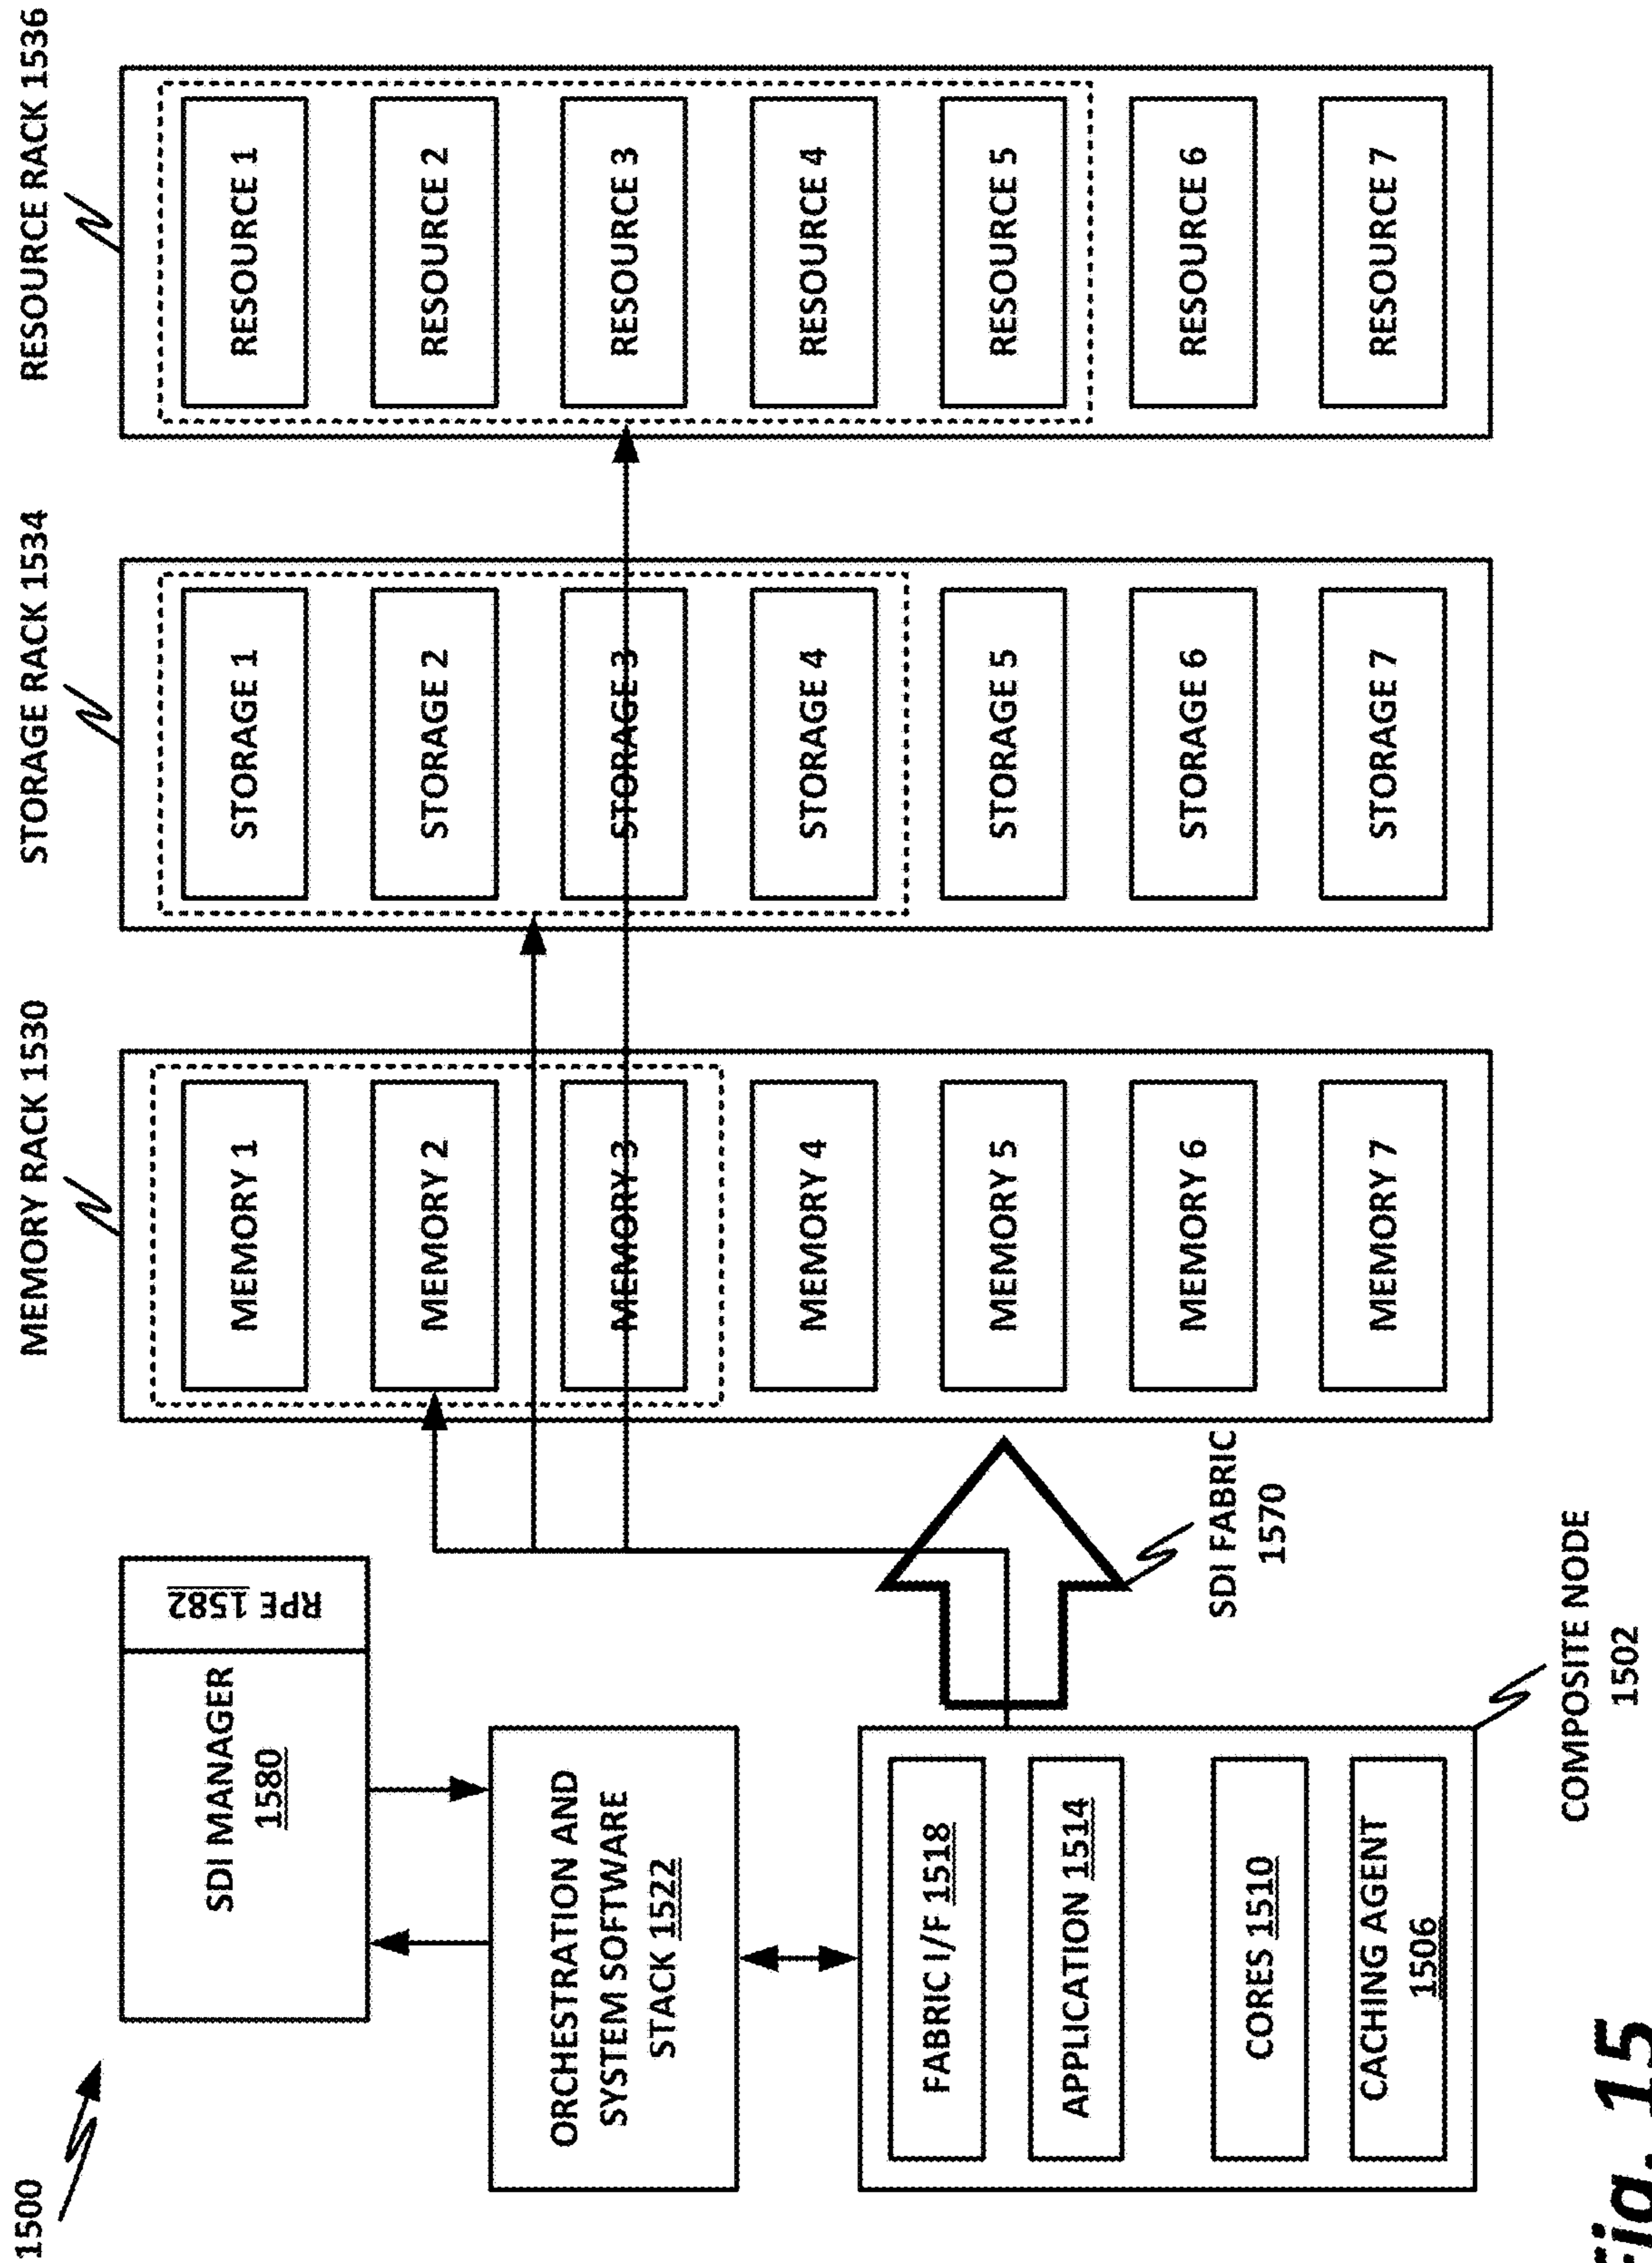 1500
SDI MANAGER
1580
RPE 1582
ORCHESTRATION AND
SYSTEM SOFTWARE
STACK 1522
FABRIC I/F 1518
APPLICATION 1514
CORES 1510
CACHING AGENT
1506
COMPOSITE NODE
1502
SDI FABRIC
1570
MEMORY RACK 1530
MEMORY 1
MEMORY 2
MEMORY 3
MEMORY 4
MEMORY 5
MEMORY 6
MEMORY 7
STORAGE RACK 1534
STORAGE 1
STORAGE 2
STORAGE 3
STORAGE 4
STORAGE 5
STORAGE 6
STORAGE 7
RESOURCE RACK 1536
RESOURCE 1
RESOURCE 2
RESOURCE 3
RESOURCE 4
RESOURCE 5
RESOURCE 6
RESOURCE 7
Fig. 15